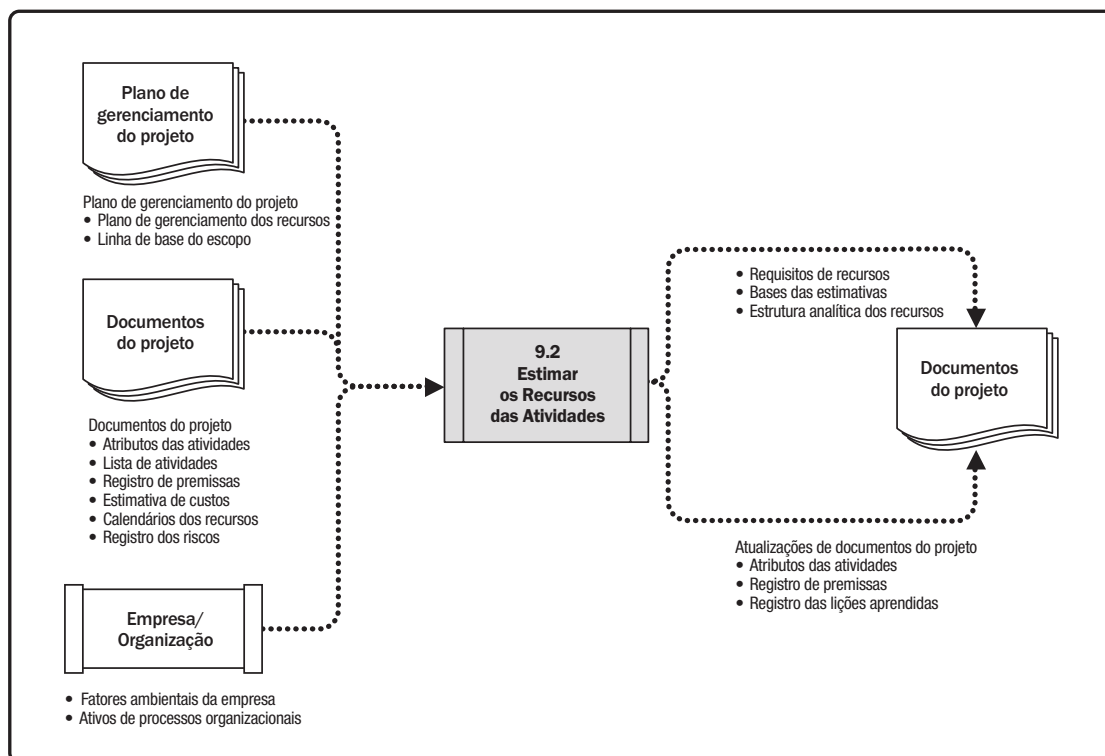 Plano de
gerenciamento
do projeto
Plano de gerenciamento do projeto
• Plano de gerenciamento dos recursos
• Linha de base do escopo
Documentos
do projeto
Documentos do projeto
• Atributos das atividades
• Lista de atividades
• Registro de premissas
• Estimativa de custos
• Calendários dos recursos
• Registro dos riscos
Empresa/
Organização
• Fatores ambientais da empresa
• Ativos de processos organizacionais
9.2
Estimar
os Recursos
das Atividades
• Requisitos de recursos
• Bases das estimativas
• Estrutura analítica dos recursos
Documentos
do projeto
Atualizações de documentos do projeto
• Atributos das atividades
• Registro de premissas
• Registro das lições aprendidas